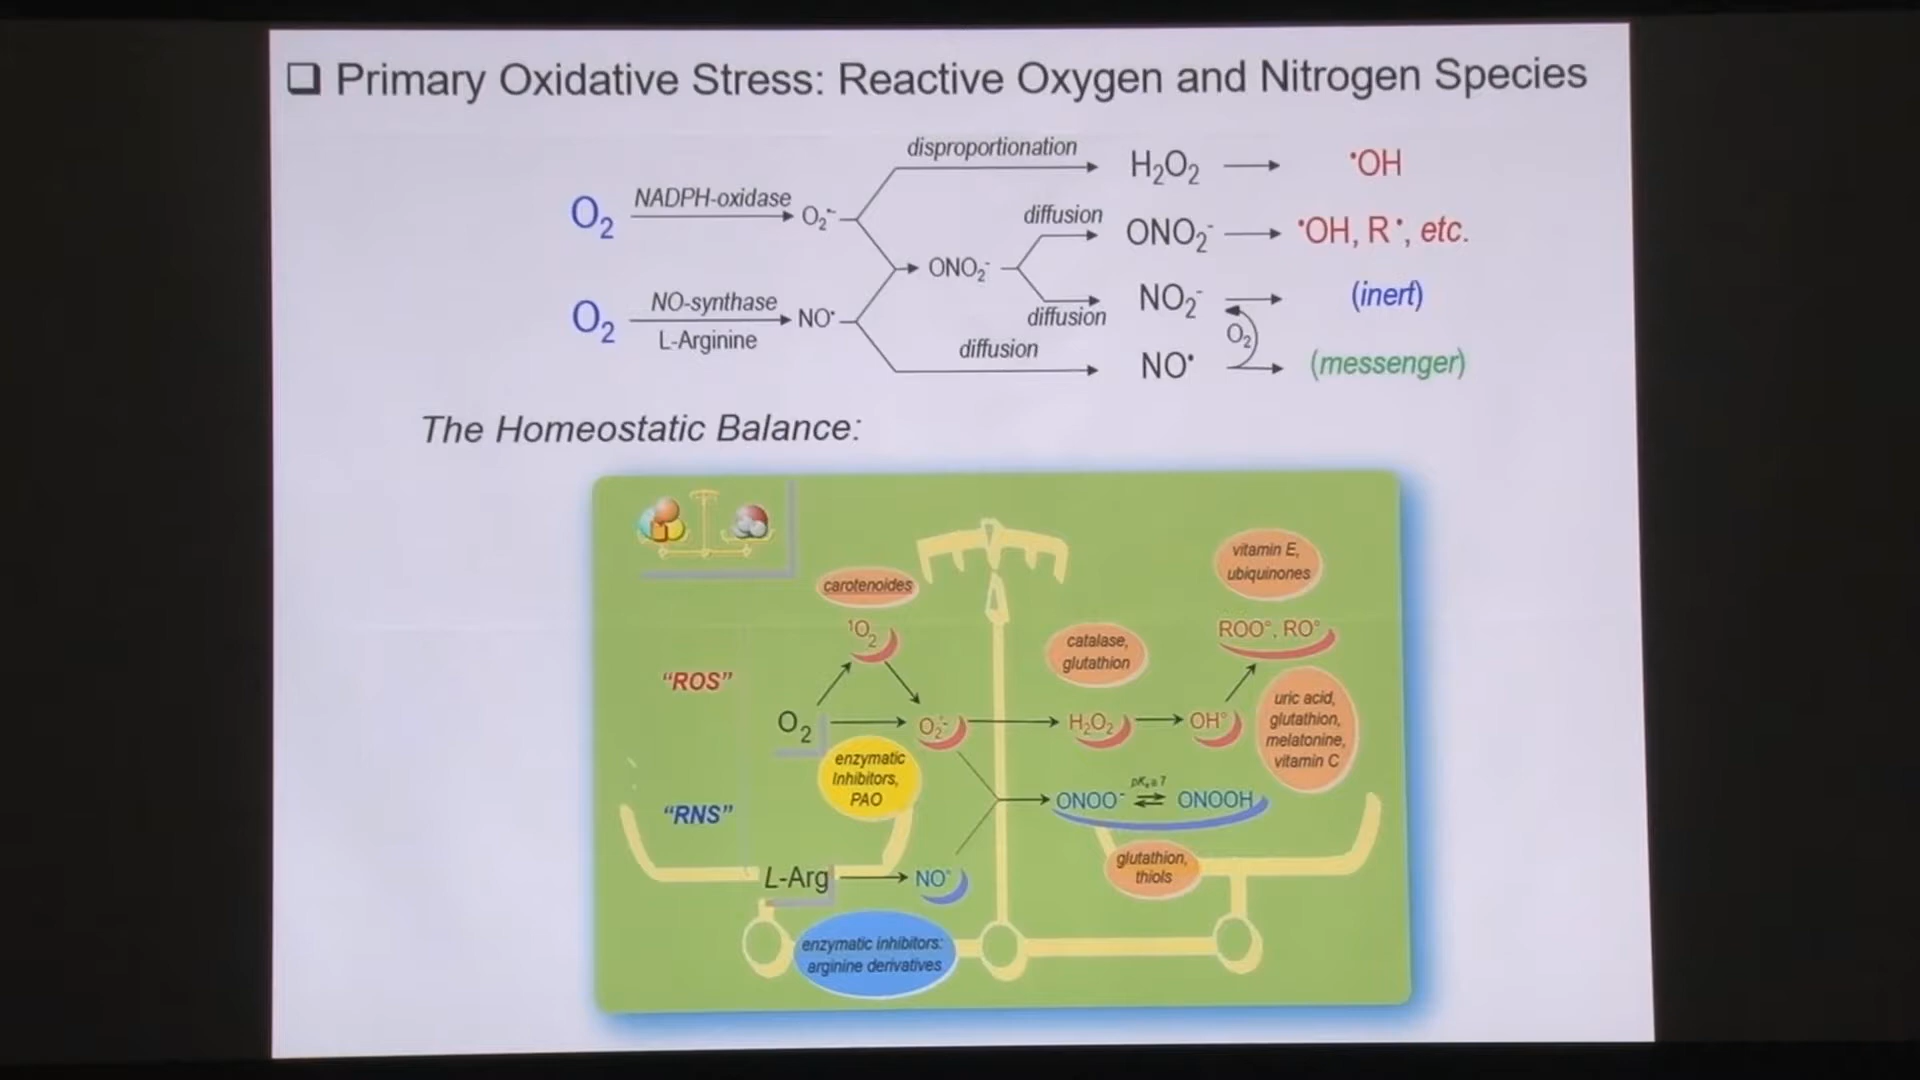 ❑ Primary Oxidative Stress: Reactive Oxygen and Nitrogen Species
disproportionation
H₂O₂
•OH
O₂
NADPH-oxidase
O₂•-
diffusion
ONO₂-
•OH, R•, etc.
ONO₂-
O₂
NO-synthase
L-Arginine
NO•
diffusion
NO₂-
(inert)
O₂
diffusion
NO•
(messenger)
The Homeostatic Balance:
vitamin E,
ubiquinones
carotenoides
¹O₂
catalase,
glutathion
ROO°, RO°
"ROS"
uric acid,
glutathion,
melatonine,
vitamin C
O₂
O₂•-
H₂O₂
OH°
enzymatic
Inhibitors,
PAO
"RNS"
ONOO-
ONOOH
glutathion,
thiols
L-Arg
NO°
enzymatic inhibitors:
arginine derivatives